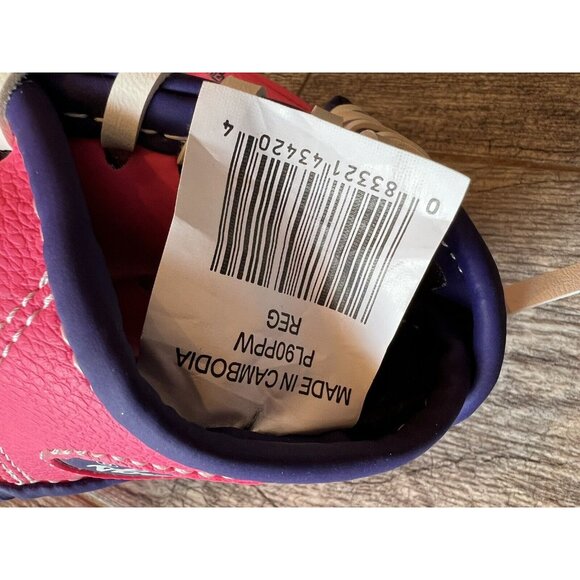 0 83321 43420 4
REG
PL90PPW
MADE IN CAMBODIA